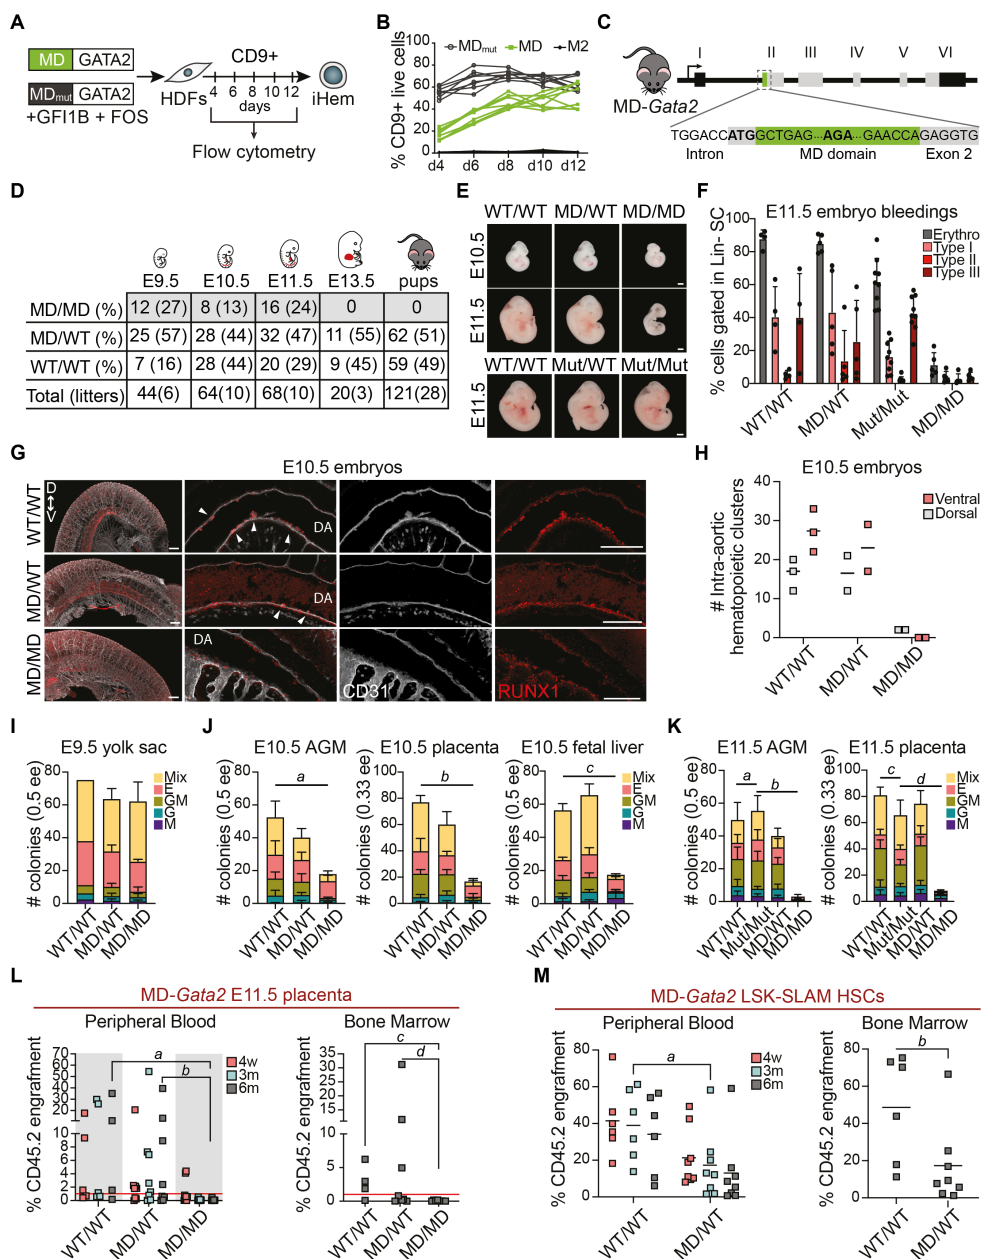 A
MD GATA2
MDmut GATA2
+GFI1B + FOS
HDFs
CD9+
4 6 8 10 12
days
iHem
Flow cytometry
B
% CD9+ live cells
MDmut MD M2
100
80
60
40
20
0
d4 d6 d8 d10 d12
C
MD-Gata2
I II III IV V VI
TGGACCATGGCTGAG...AGA...GAACCAGAGGTG
Intron MD domain Exon 2
D
E9.5 E10.5 E11.5 E13.5 pups
MD/MD (%) 12 (27) 8 (13) 16 (24) 0 0
MD/WT (%) 25 (57) 28 (44) 32 (47) 11 (55) 62 (51)
WT/WT (%) 7 (16) 28 (44) 20 (29) 9 (45) 59 (49)
Total (litters) 44(6) 64(10) 68(10) 20(3) 121(28)
E
WT/WT MD/WT MD/MD
E10.5
E11.5
WT/WT Mut/WT Mut/Mut
E11.5
F
E11.5 embryo bleedings
% cells gated in Lin- SC
100
80
60
40
20
0
Erythro
Type I
Type II
Type III
WT/WT MD/WT Mut/Mut MD/MD
G
E10.5 embryos
WT/WT
D
V
DA
MD/WT
DA
MD/MD
DA
CD31
RUNX1
H
E10.5 embryos
# Intra-aortic
hematopoietic clusters
40
30
20
10
0
Ventral
Dorsal
WT/WT MD/WT MD/MD
I
E9.5 yolk sac
# colonies (0.5 ee)
80
60
40
20
0
Mix
E
GM
G
M
WT/WT MD/WT MD/MD
J
E10.5 AGM
# colonies (0.5 ee)
80
60
40
20
0
a
WT/WT MD/WT MD/MD
E10.5 placenta
# colonies (0.33 ee)
100
80
60
40
20
0
b
WT/WT MD/WT MD/MD
E10.5 fetal liver
# colonies (0.5 ee)
80
60
40
20
0
c
Mix
E
GM
G
M
WT/WT MD/WT MD/MD
K
E11.5 AGM
# colonies (0.5 ee)
80
60
40
20
0
a
b
WT/WT Mut/Mut MD/WT MD/MD
E11.5 placenta
# colonies (0.33 ee)
100
80
60
40
20
0
c
d
Mix
E
GM
G
M
WT/WT Mut/Mut MD/WT MD/MD
L
MD-Gata2 E11.5 placenta
Peripheral Blood
% CD45.2 engrafment
70
60
50
40
30
20
10
10
8
6
4
2
0
a
b
4w
3m
6m
WT/WT MD/WT MD/MD
Bone Marrow
% CD45.2 engrafment
35
30
25
20
15
10
10
8
6
4
2
0
c
d
WT/WT MD/WT MD/MD
M
MD-Gata2 LSK-SLAM HSCs
Peripheral Blood
% CD45.2 engrafment
80
60
40
20
0
a
4w
3m
6m
WT/WT MD/WT
Bone Marrow
% CD45.2 engrafment
80
60
40
20
0
b
WT/WT MD/WT